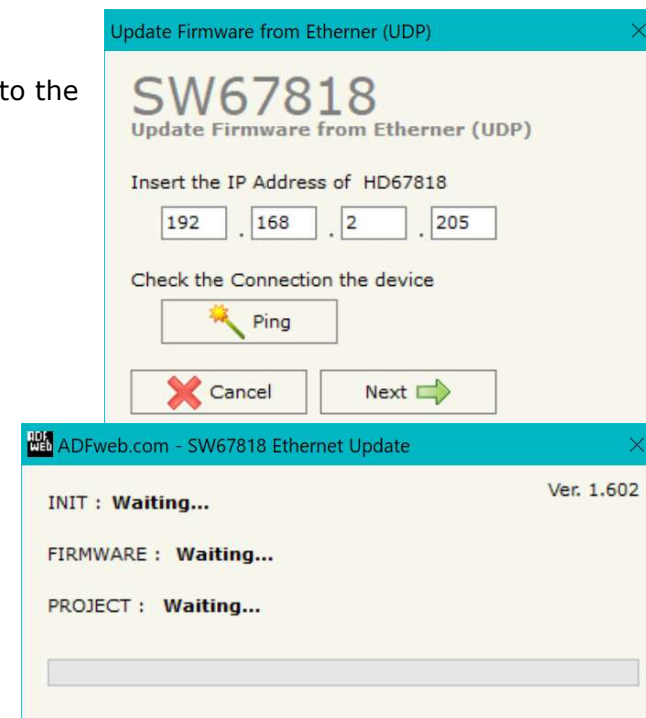 to the
Update Firmware from Etherner (UDP)
SW67818
Update Firmware from Etherner (UDP)
Insert the IP Address of HD67818
192 . 168 . 2 . 205
Check the Connection the device
Ping
Cancel Next
ADF WEB ADFweb.com - SW67818 Ethernet Update
Ver. 1.602
INIT : Waiting...
FIRMWARE : Waiting...
PROJECT : Waiting...